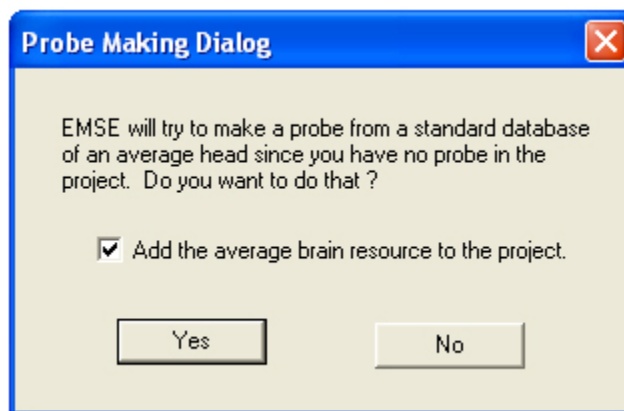 Probe Making Dialog
EMSE will try to make a probe from a standard database
of an average head since you have no probe in the
project.  Do you want to do that ?
Add the average brain resource to the project.
Yes
No